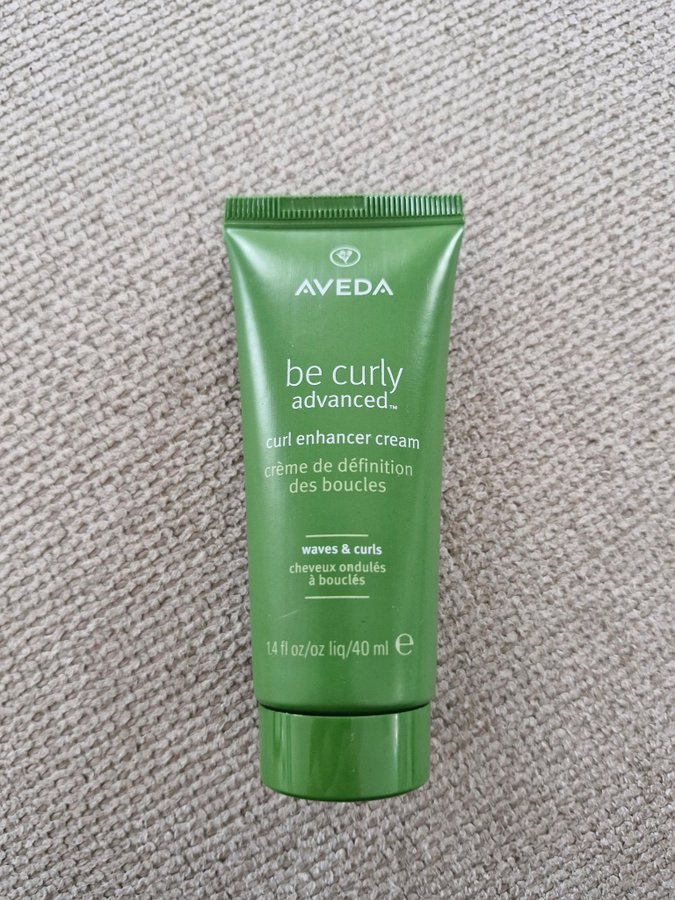 AVEDA
be curly
advanced™
curl enhancer cream
crème de définition
des boucles
waves & curls
cheveux ondulés
à bouclés
1.4 fl oz/oz liq/40 ml ℮